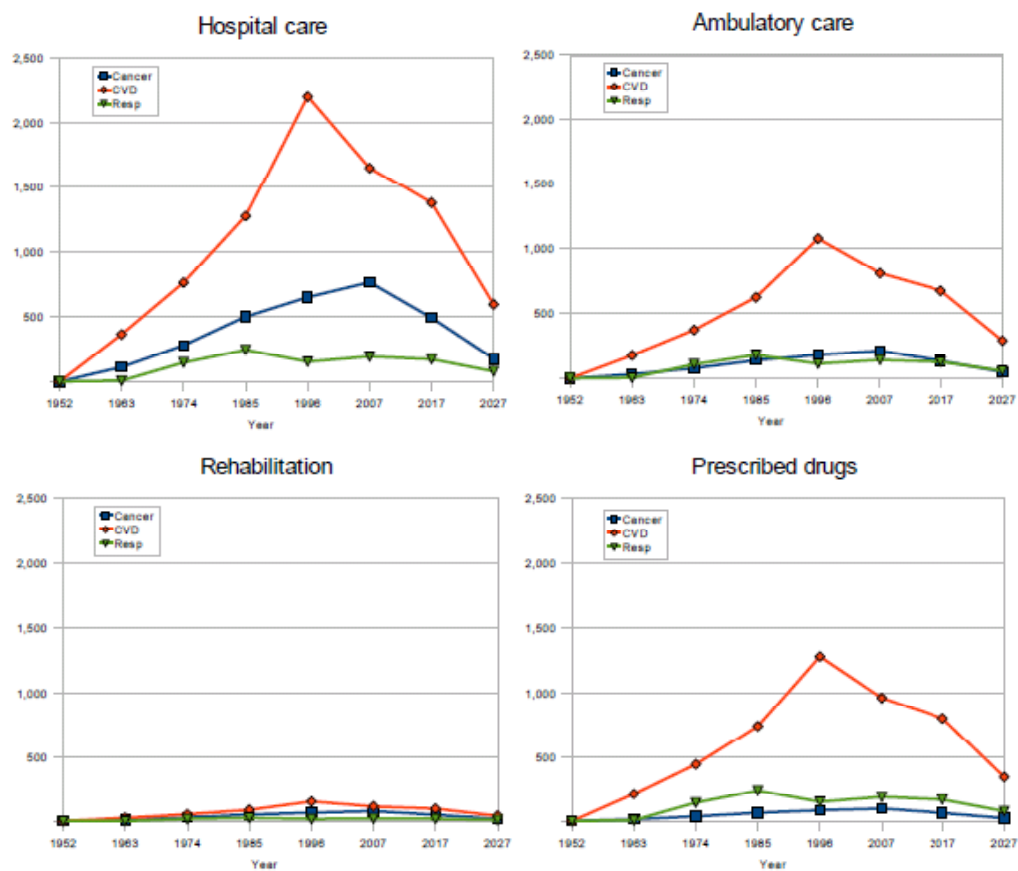 Hospital care
2,500
2,000
1,500
1,000
500
Cancer
CVD
Resp
1952 1963 1974 1985 1996 2007 2017 2027
Year
Ambulatory care
2,500
2,000
1,500
1,000
500
Cancer
CVD
Resp
1952 1963 1974 1985 1996 2007 2017 2027
Year
Rehabilitation
2,500
2,000
1,500
1,000
500
Cancer
CVD
Resp
1952 1963 1974 1985 1996 2007 2017 2027
Year
Prescribed drugs
2,500
2,000
1,500
1,000
500
Cancer
CVD
Resp
1952 1963 1974 1985 1996 2007 2017 2027
Year